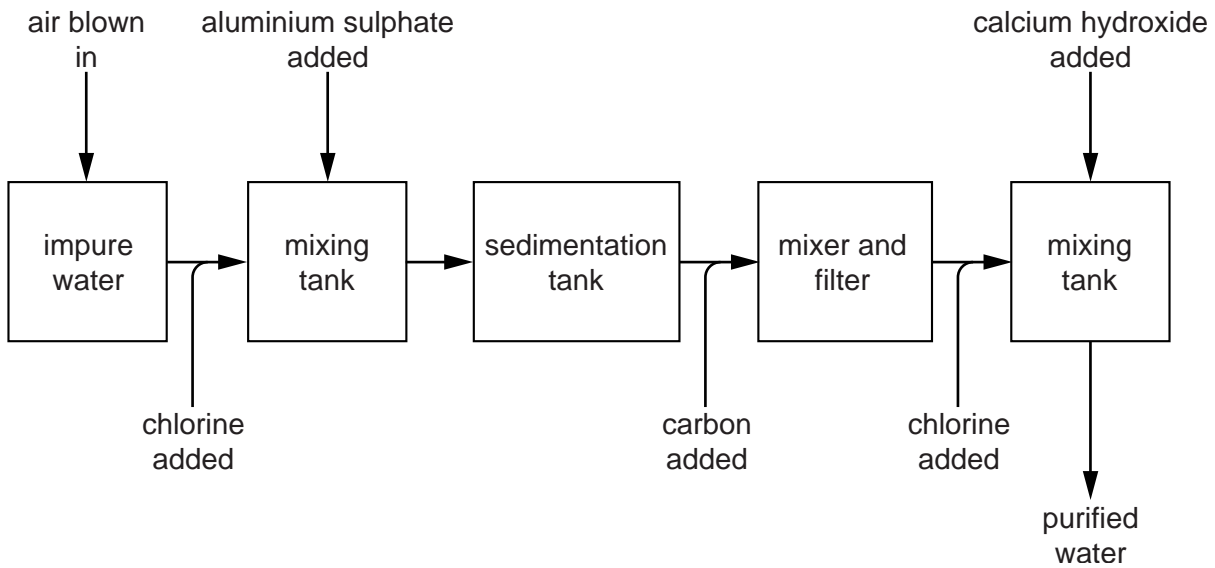 air blown
in
aluminium sulphate
added
calcium hydroxide
added
impure
water
mixing
tank
sedimentation
tank
mixer and
filter
mixing
tank
chlorine
added
carbon
added
chlorine
added
purified
water